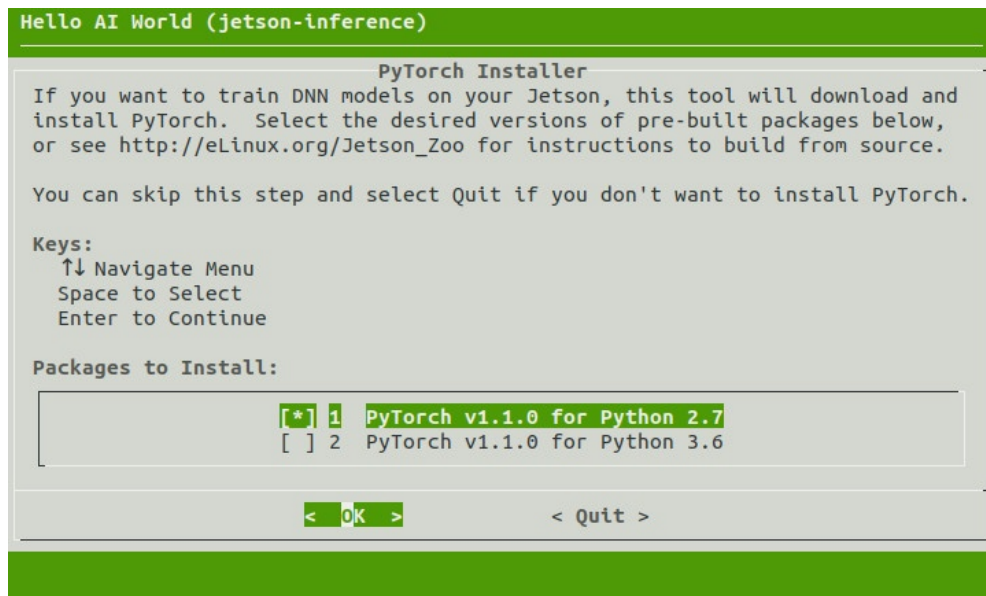 Hello AI World (jetson-inference)
PyTorch Installer
If you want to train DNN models on your Jetson, this tool will download and
install PyTorch.  Select the desired versions of pre-built packages below,
or see http://eLinux.org/Jetson_Zoo for instructions to build from source.
You can skip this step and select Quit if you don't want to install PyTorch.
Keys:
↑↓ Navigate Menu
Space to Select
Enter to Continue
Packages to Install:
[*] 1  PyTorch v1.1.0 for Python 2.7
[ ] 2  PyTorch v1.1.0 for Python 3.6
<  OK  > < Quit >